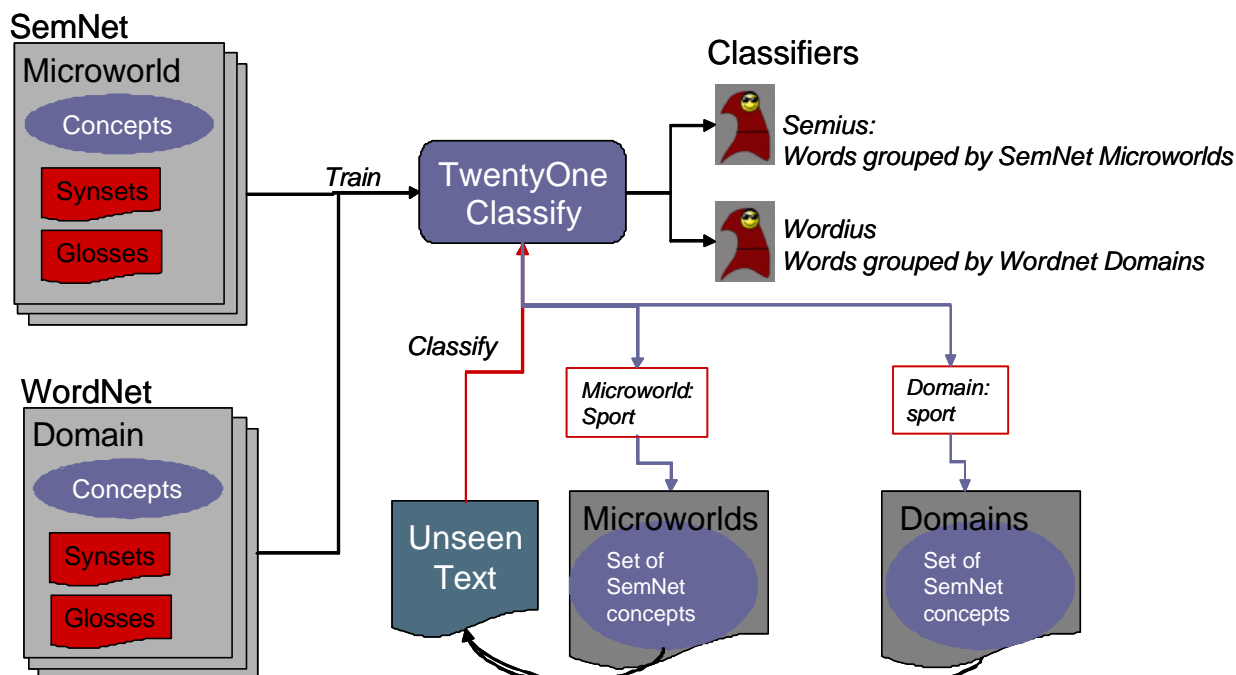 SemNet
Microworld
Concepts
Synsets
Glosses
WordNet
Domain
Concepts
Synsets
Glosses
Train
TwentyOne
Classify
Classifiers
Semius:
Words grouped by SemNet Microworlds
Wordius
Words grouped by Wordnet Domains
Classify
Microworld:
Sport
Domain:
sport
Unseen
Text
Microworlds
Set of
SemNet
concepts
Domains
Set of
SemNet
concepts